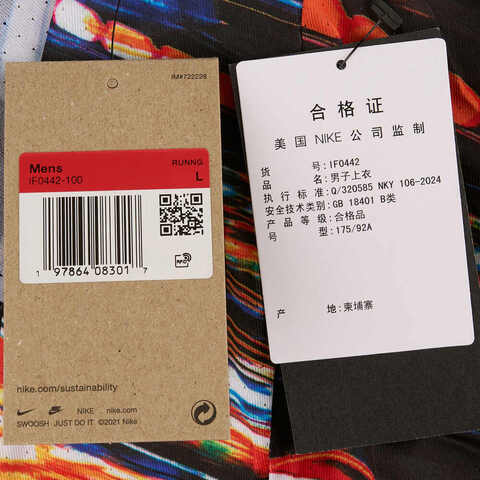 IM#722228
Mens
RUNNG
IF0442-100
L
1 97864 08301 7
RFID
nike.com/sustainability
NIKE nike.com
SWOOSH JUST DO IT ©2021 Nike
合格证
美国 NIKE 公司监制
货号:IF0442
品名:男子上衣
执行标准:Q/320585 NKY 106-2024
安全技术类别:GB 18401 B类
产品等级:合格品
号型:175/92A
产地:柬埔寨